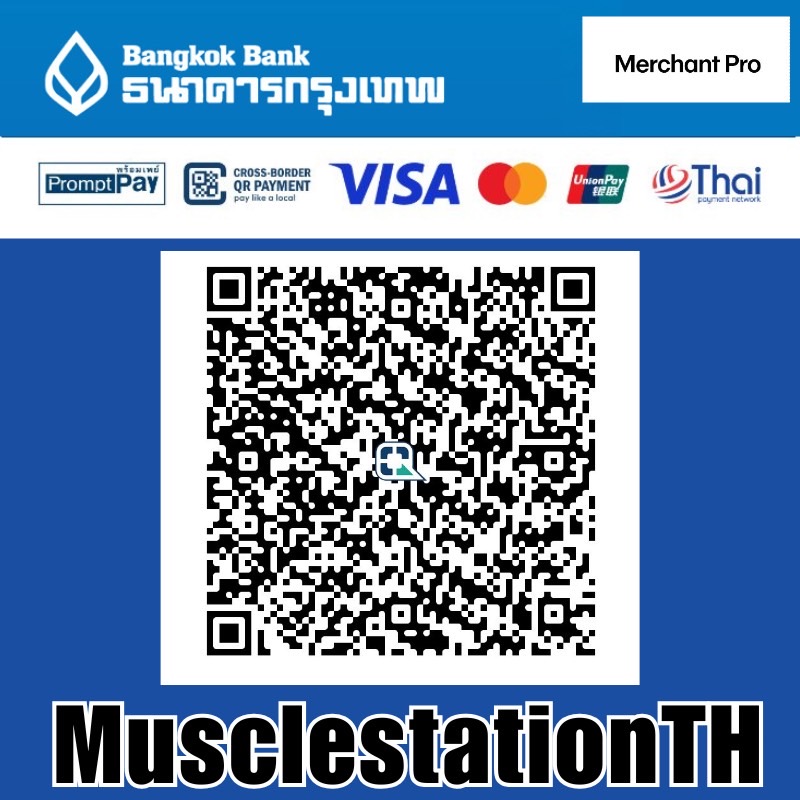 Bangkok Bank
ธนาคารกรุงเทพ
Merchant Pro
พร้อมเพย์
PromptPay
CROSS-BORDER
QR PAYMENT
pay like a local
VISA
UnionPay
银联
Thai
payment network
MusclestationTH